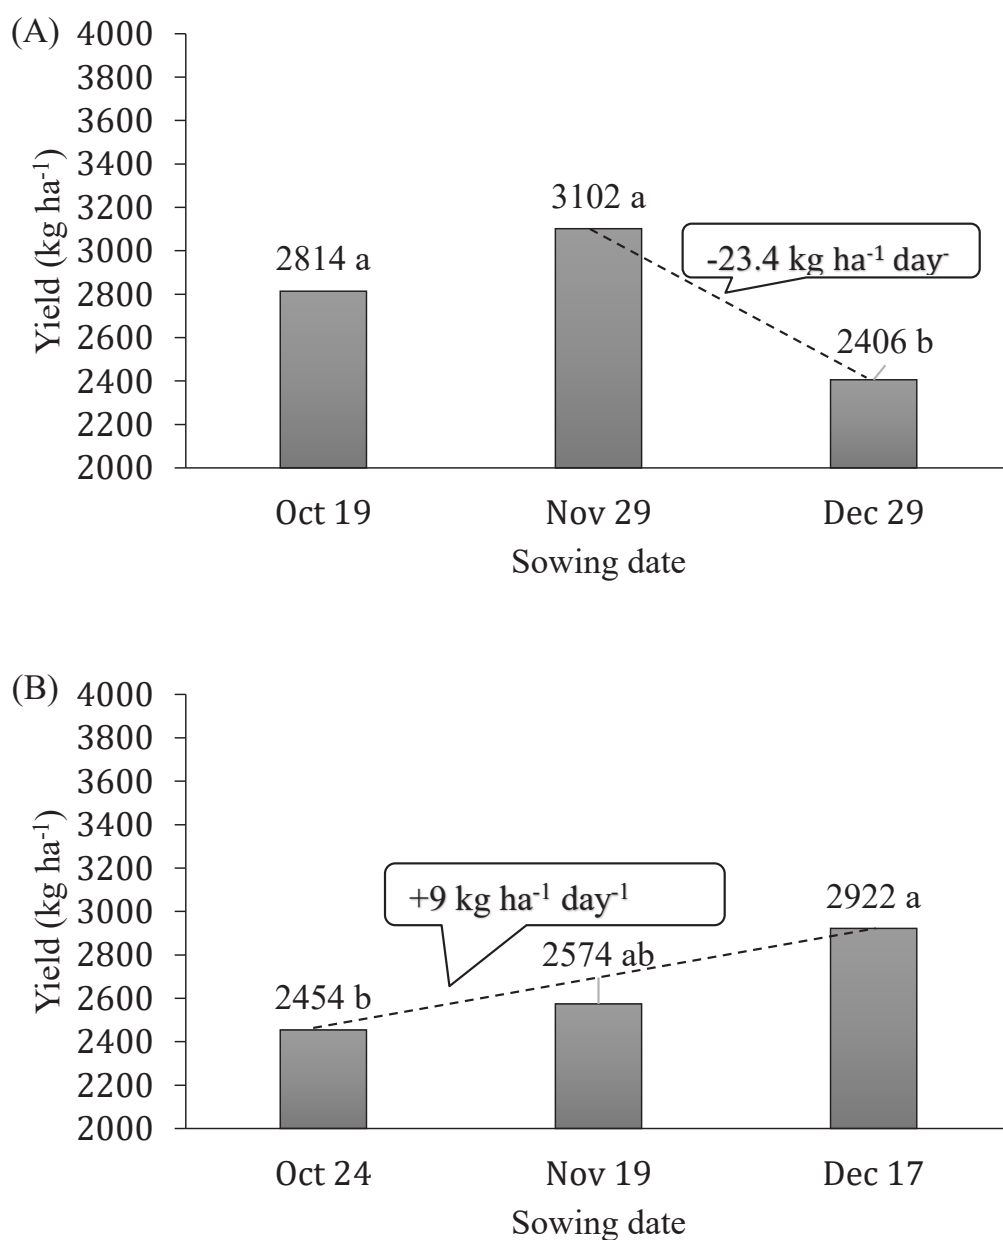 (A)
4000
3800
3600
3400
3200
3000
2800
2600
2400
2200
2000
Yield (kg ha⁻¹)
2814 a
3102 a
2406 b
-23.4 kg ha⁻¹ day⁻
Oct 19 Nov 29 Dec 29
Sowing date
(B)
4000
3800
3600
3400
3200
3000
2800
2600
2400
2200
2000
Yield (kg ha⁻¹)
+9 kg ha⁻¹ day⁻¹
2454 b
2574 ab
2922 a
Oct 24 Nov 19 Dec 17
Sowing date